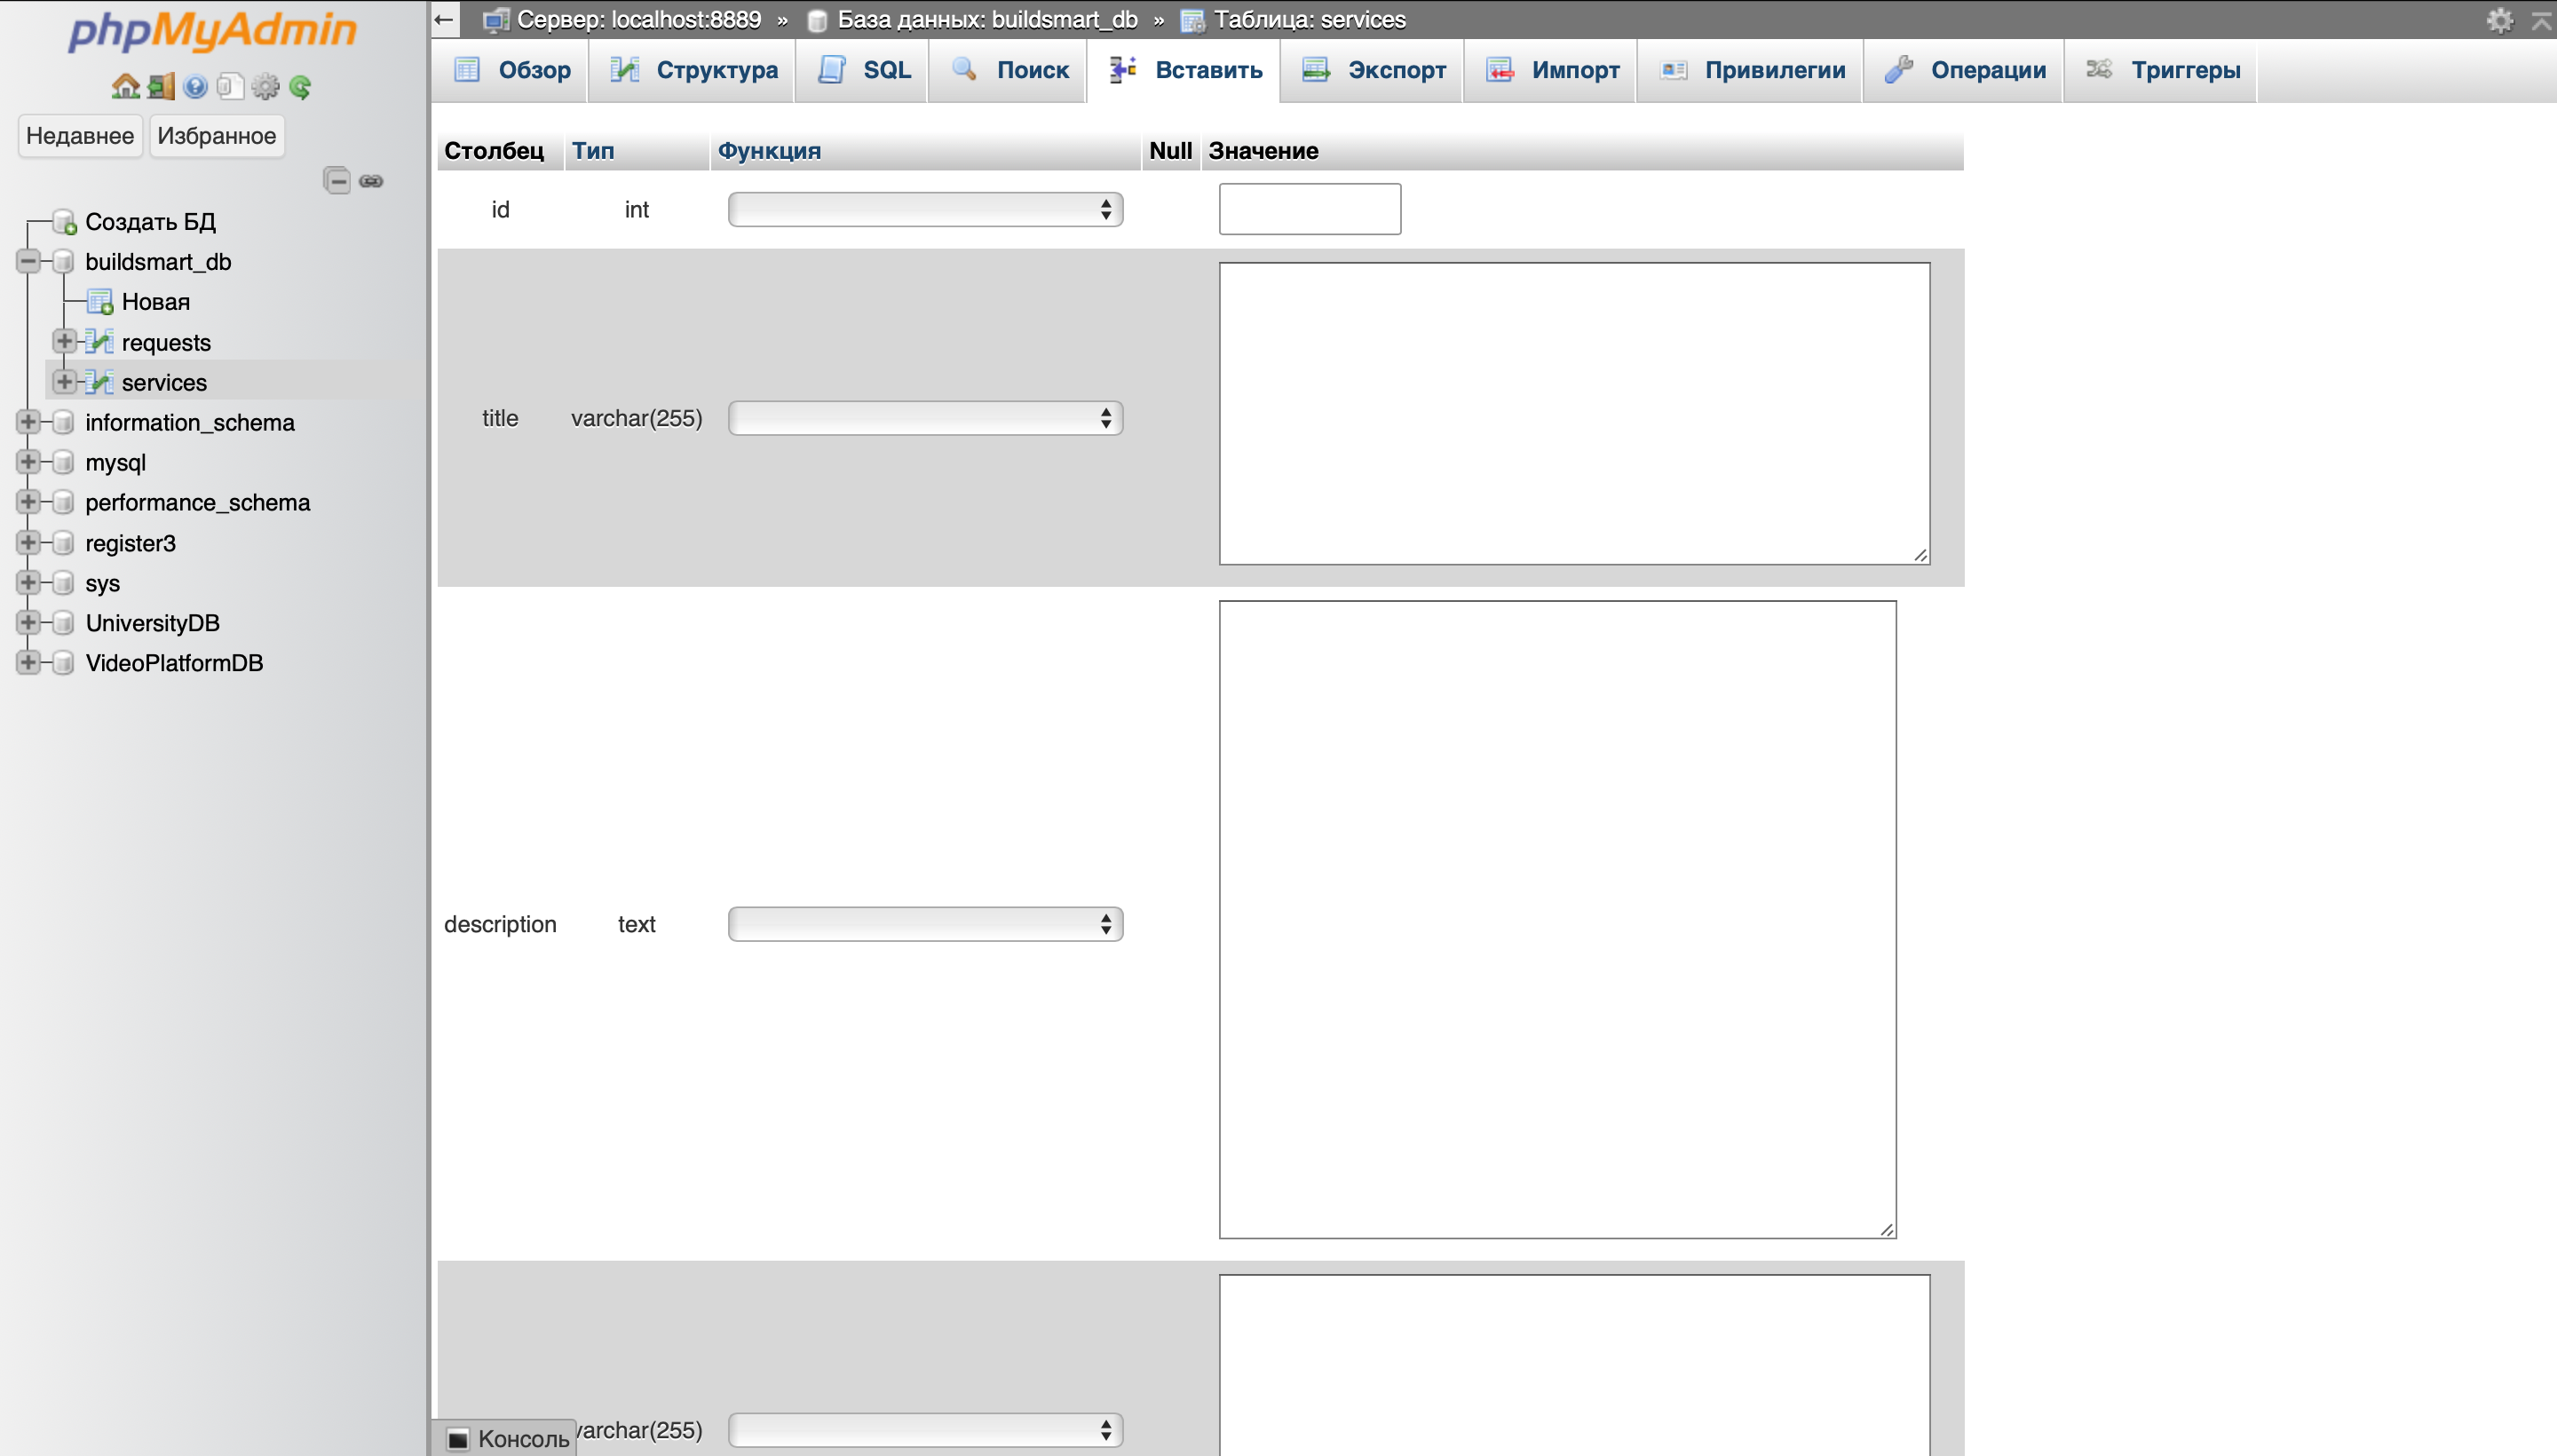 phpMyAdmin
Недавнее Избранное
Создать БД
buildsmart_db
Новая
requests
services
information_schema
mysql
performance_schema
register3
sys
UniversityDB
VideoPlatformDB
← Сервер: localhost:8889 » База данных: buildsmart_db » Таблица: services
Обзор Структура SQL Поиск Вставить Экспорт Импорт Привилегии Операции Триггеры
Столбец Тип Функция Null Значение
id int
title varchar(255)
description text
varchar(255)
Консоль